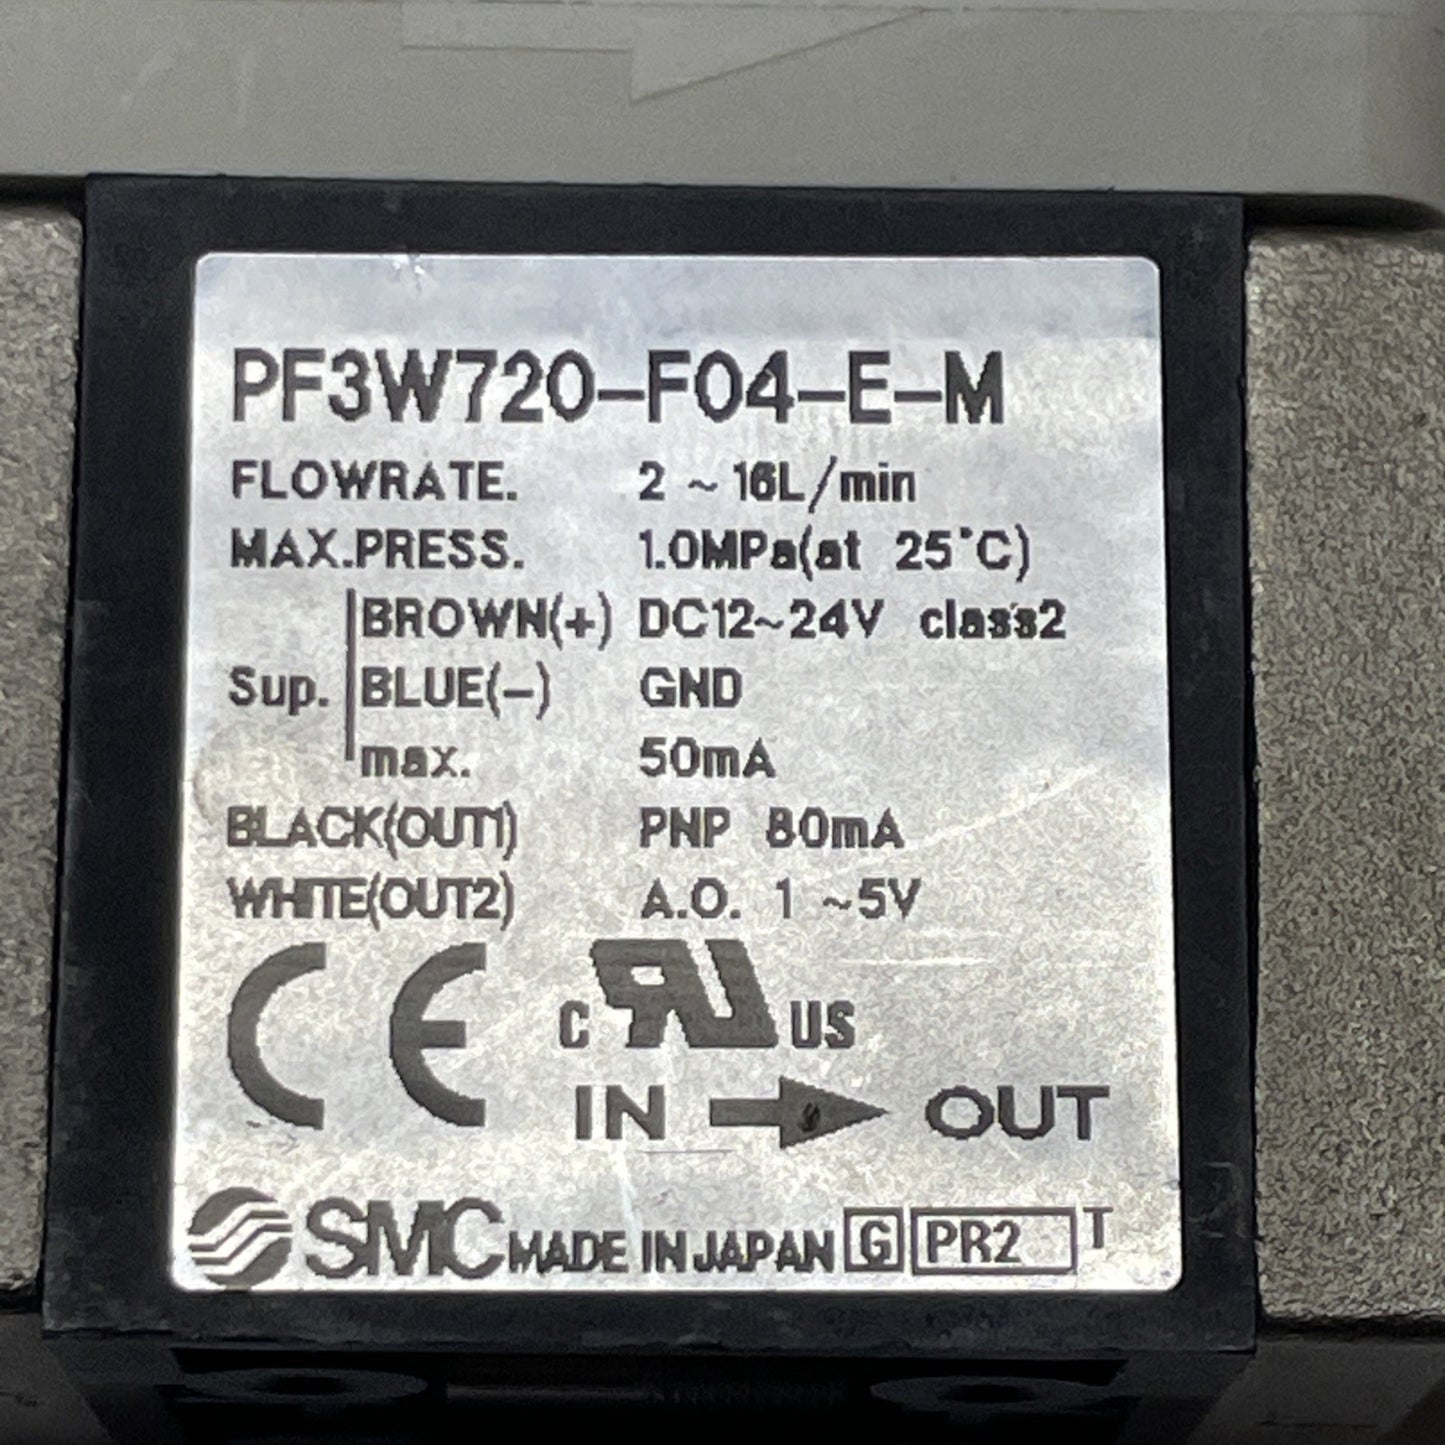 PF3W720-F04-E-M
FLOWRATE. 2 ~ 16L/min
MAX.PRESS. 1.0MPa(at 25°C)
BROWN(+) DC12~24V class2
Sup. BLUE(-) GND
max. 50mA
BLACK(OUT1) PNP 80mA
WHITE(OUT2) A.O. 1 ~5V
CE c RU US
IN OUT
SMC MADE IN JAPAN G PR2 T